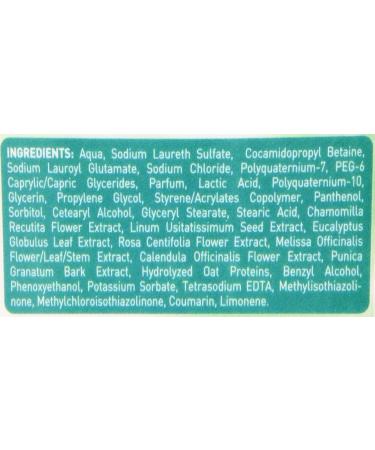 INGREDIENTS: Aqua, Sodium Laureth Sulfate, Cocamidopropyl Betaine,
Sodium Lauroyl Glutamate, Sodium Chloride, Polyquaternium-7, PEG-6
Caprylic/Capric Glycerides, Parfum, Lactic Acid, Polyquaternium-10,
Glycerin, Propylene Glycol, Styrene/Acrylates Copolymer, Panthenol,
Sorbitol, Cetearyl Alcohol, Glyceryl Stearate, Stearic Acid, Chamomilla
Recutita Flower Extract, Linum Usitatissimum Seed Extract, Eucalyptus
Globulus Leaf Extract, Rosa Centifolia Flower Extract, Melissa Officinalis
Flower/Leaf/Stem Extract, Calendula Officinalis Flower Extract, Punica
Granatum Bark Extract, Hydrolyzed Oat Proteins, Benzyl Alcohol,
Phenoxyethanol, Potassium Sorbate, Tetrasodium EDTA, Methylisothiazoli-
none, Methylchloroisothiazolinone, Coumarin, Limonene.